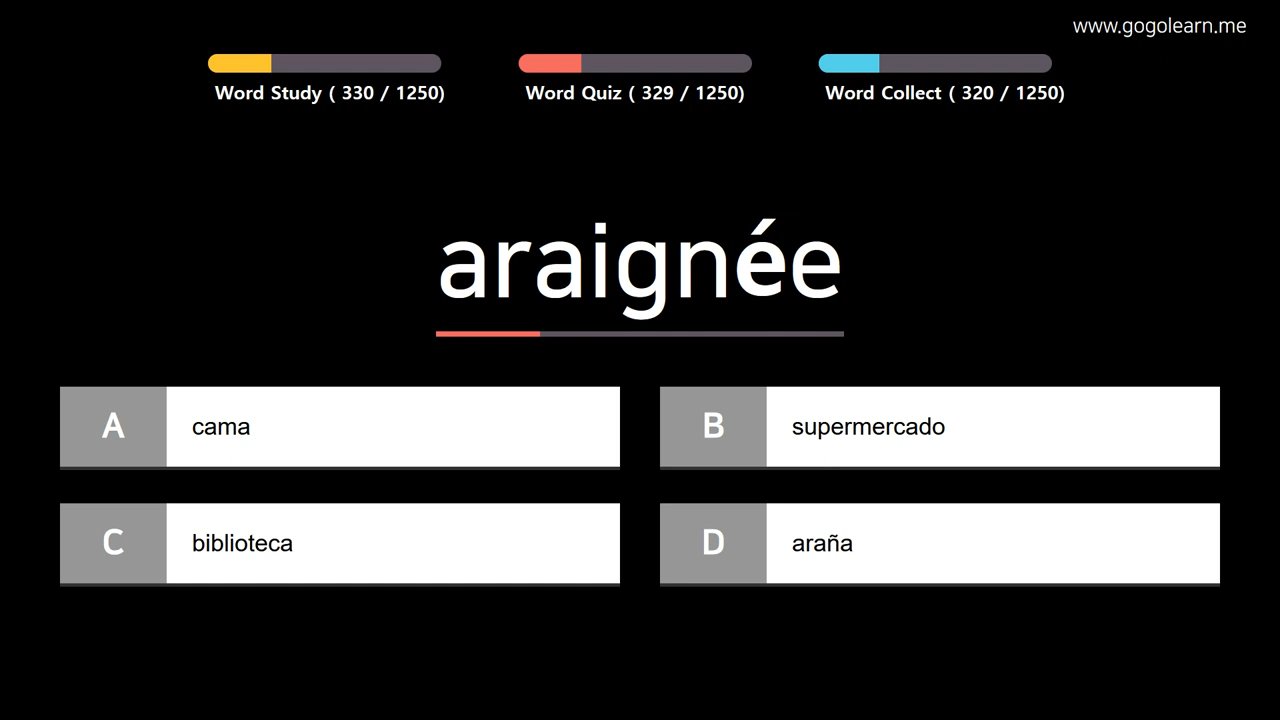 www.gogolearn.me
Word Study ( 330 / 1250)
Word Quiz ( 329 / 1250)
Word Collect ( 320 / 1250)
araignée
A cama
B supermercado
C biblioteca
D araña